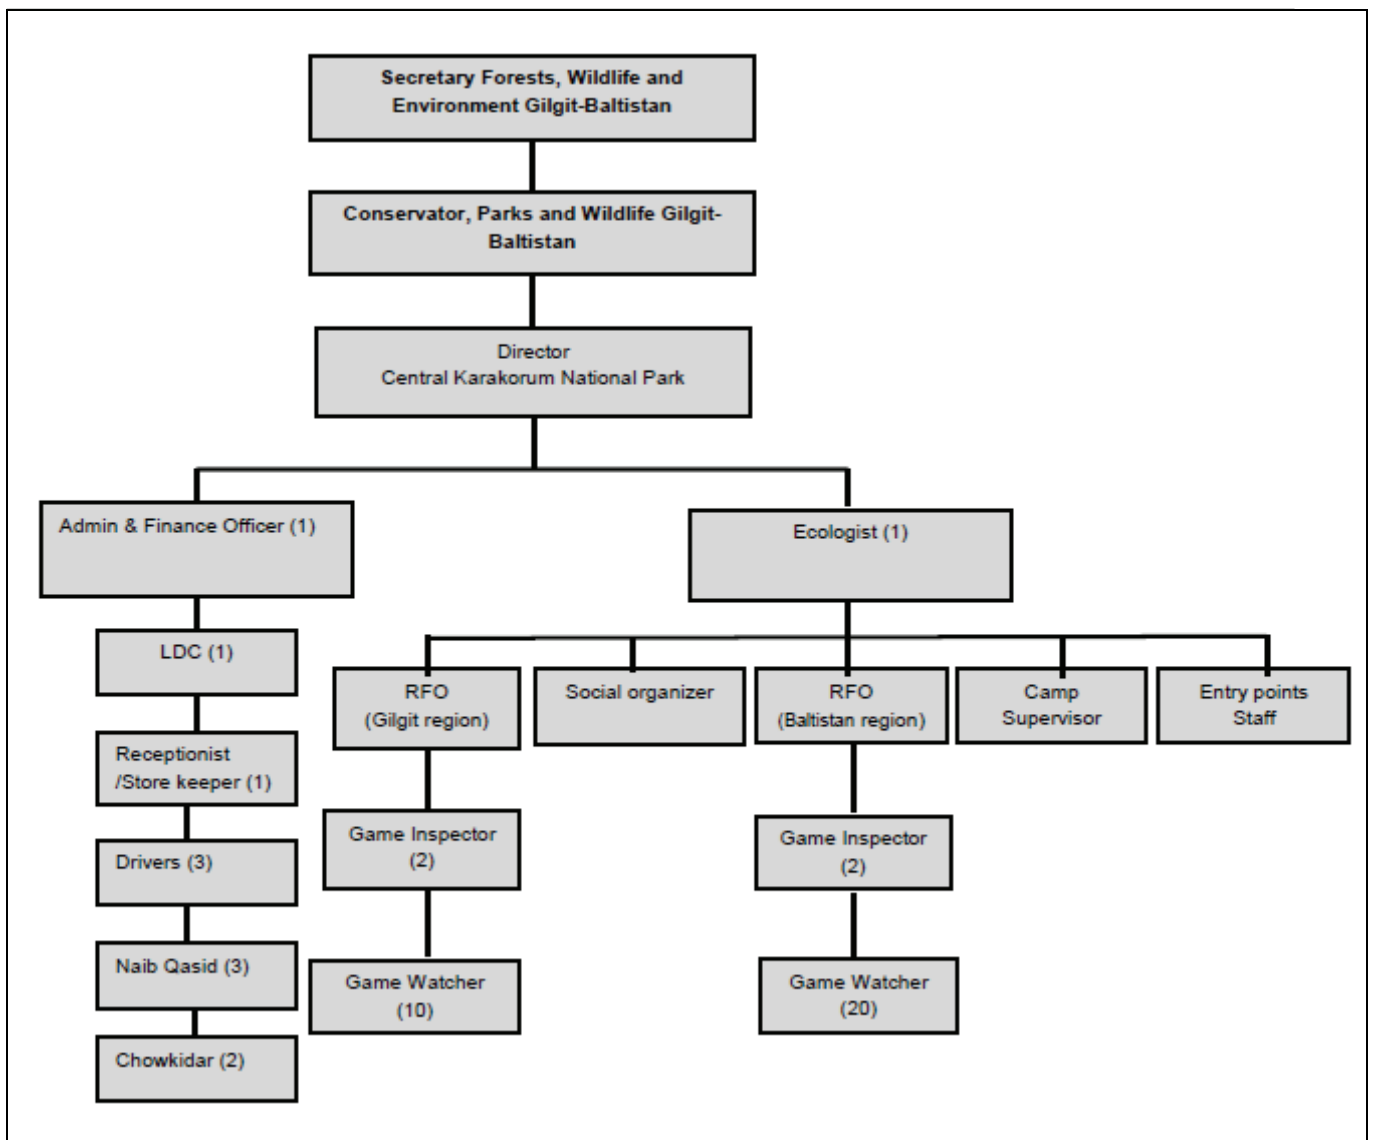 Secretary Forests, Wildlife and
Environment Gilgit-Baltistan
Conservator, Parks and Wildlife Gilgit-
Baltistan
Director
Central Karakorum National Park
Admin & Finance Officer (1)
Ecologist (1)
LDC (1)
Receptionist
/Store keeper (1)
Drivers (3)
Naib Qasid (3)
Chowkidar (2)
RFO
(Gilgit region)
Game Inspector
(2)
Game Watcher
(10)
Social organizer
RFO
(Baltistan region)
Game Inspector
(2)
Game Watcher
(20)
Camp
Supervisor
Entry points
Staff